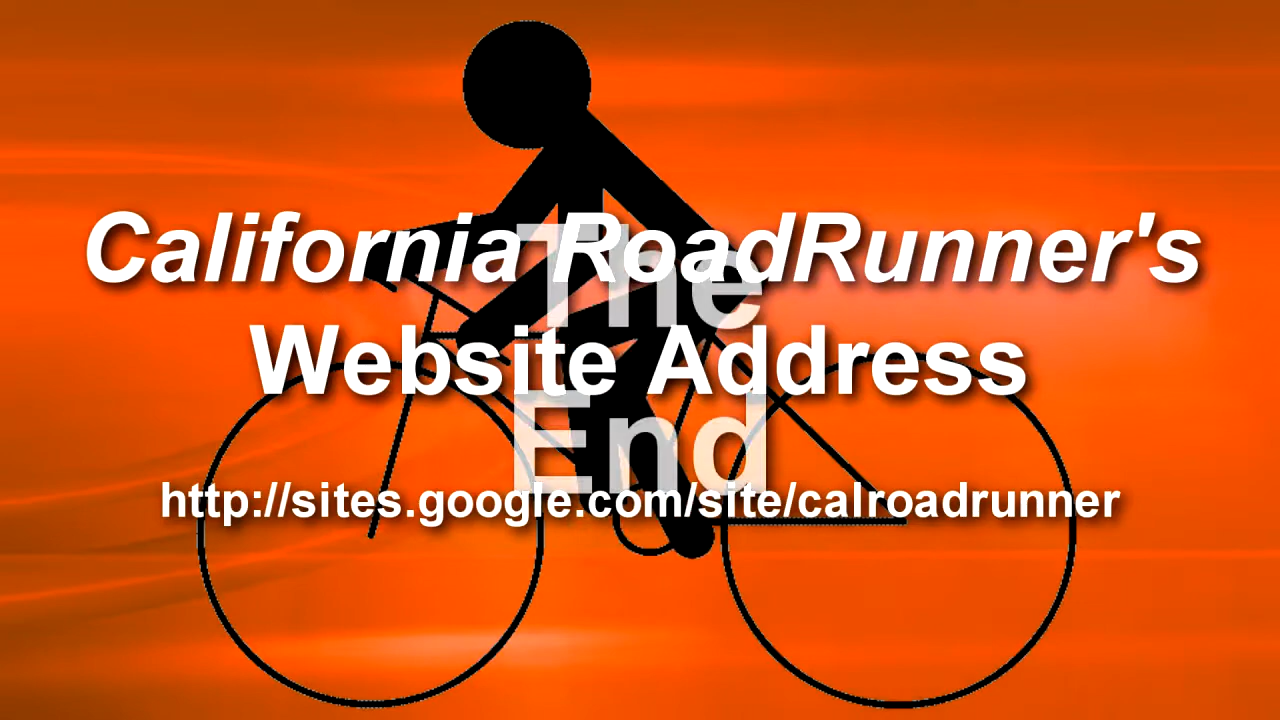 California RoadRunner's
The
Website Address
End
http://sites.google.com/site/calroadrunner